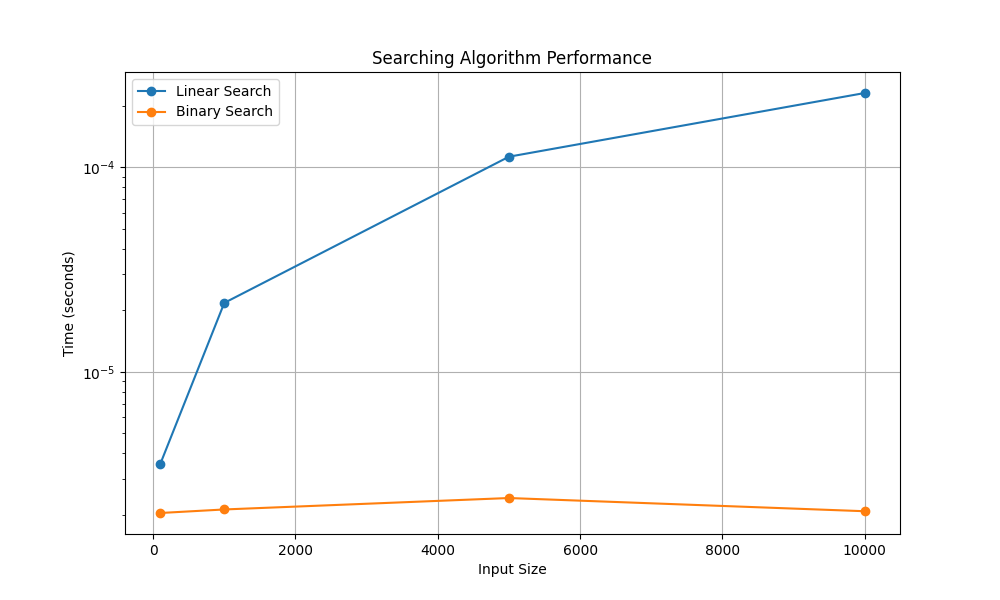 Searching Algorithm Performance
Linear Search
Binary Search
10⁻⁴
10⁻⁵
Time (seconds)
0 2000 4000 6000 8000 10000
Input Size